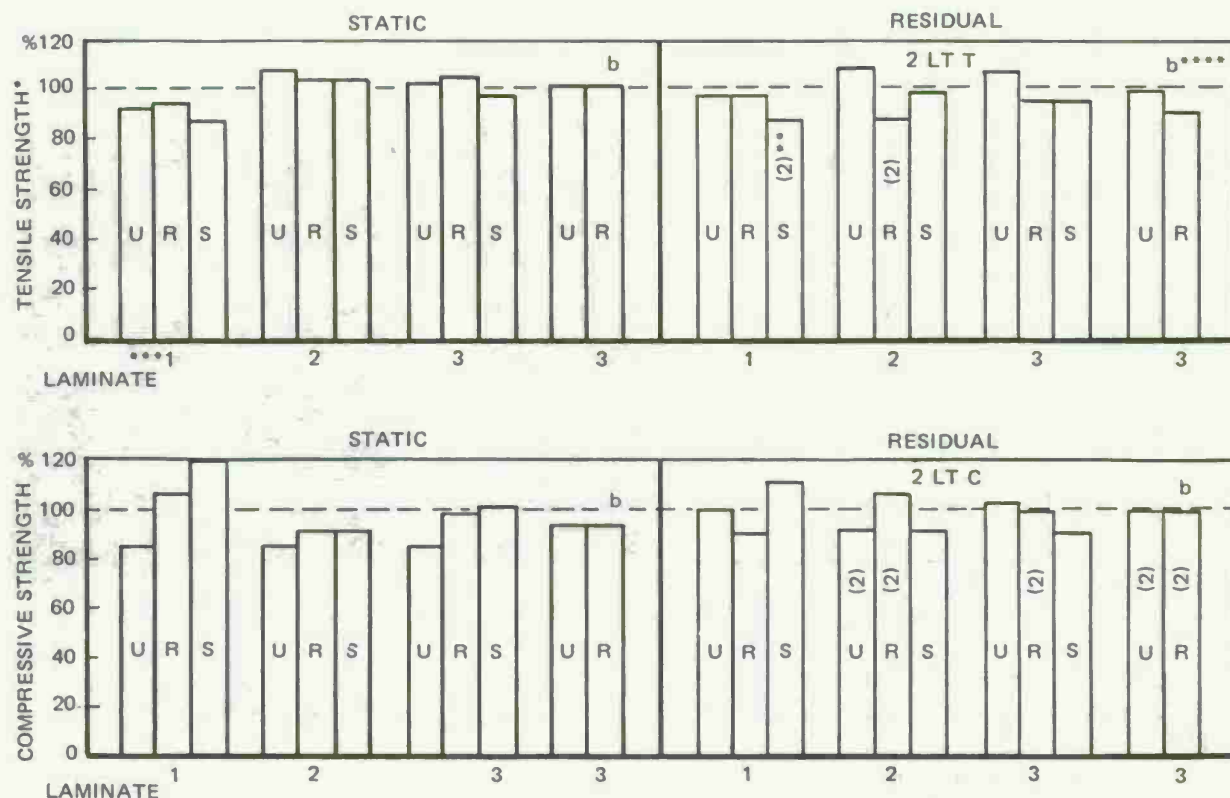 STATIC RESIDUAL
%120
b 2 LT T b****
100
80
(2)** (2)
60
TENSILE STRENGTH*
40 U R S U R S U R S U R U R S U R S U R S U R
20
0
***1 2 3 3 1 2 3 3
LAMINATE
STATIC RESIDUAL
% 120
b 2 LT C b
100
80
(2) (2) (2) (2) (2)
60
COMPRESSIVE STRENGTH
40 U R S U R S U R S U R U R S U R S U R S U R
20
0
1 2 3 3 1 2 3 3
LAMINATE